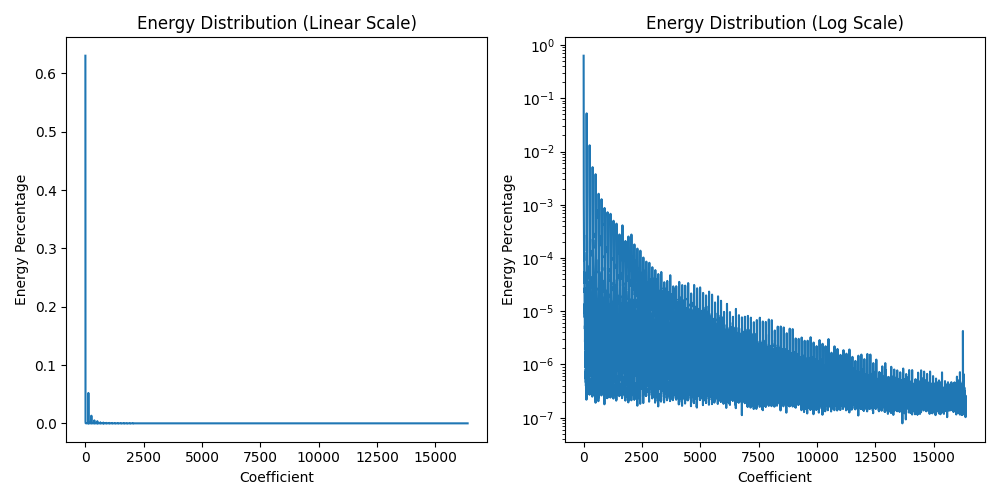 Energy Distribution (Linear Scale)
Energy Percentage
0.6
0.5
0.4
0.3
0.2
0.1
0.0
0 2500 5000 7500 10000 12500 15000
Coefficient
Energy Distribution (Log Scale)
Energy Percentage
10⁰
10⁻¹
10⁻²
10⁻³
10⁻⁴
10⁻⁵
10⁻⁶
10⁻⁷
0 2500 5000 7500 10000 12500 15000
Coefficient